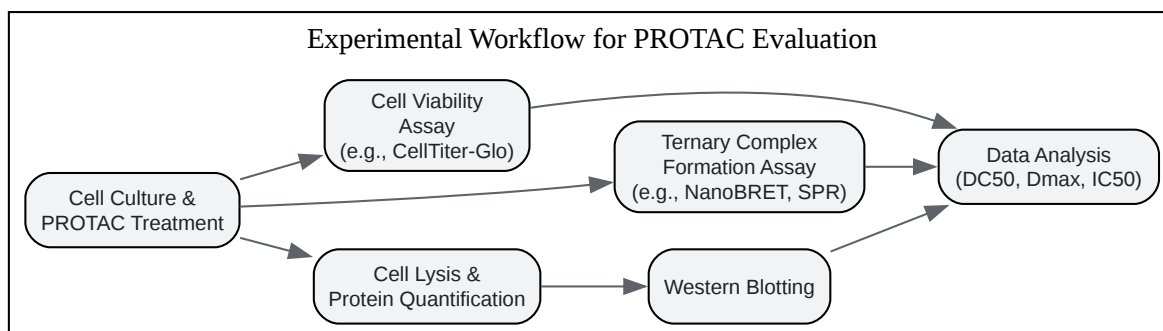 Experimental Workflow for PROTAC Evaluation
Cell Viability
Assay
(e.g., CellTiter-Glo)
Ternary Complex
Formation Assay
(e.g., NanoBRET, SPR)
Data Analysis
(DC50, Dmax, IC50)
Cell Culture &
PROTAC Treatment
Cell Lysis &
Protein Quantification
Western Blotting